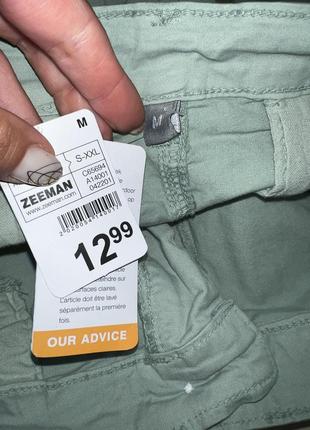 M
M
S-XXL
C65694
A14001
042201
ZEEMAN
www.zeeman.com
12.99
surfaces claires.
L'article doit être lavé
séparément la première
fois.
OUR ADVICE